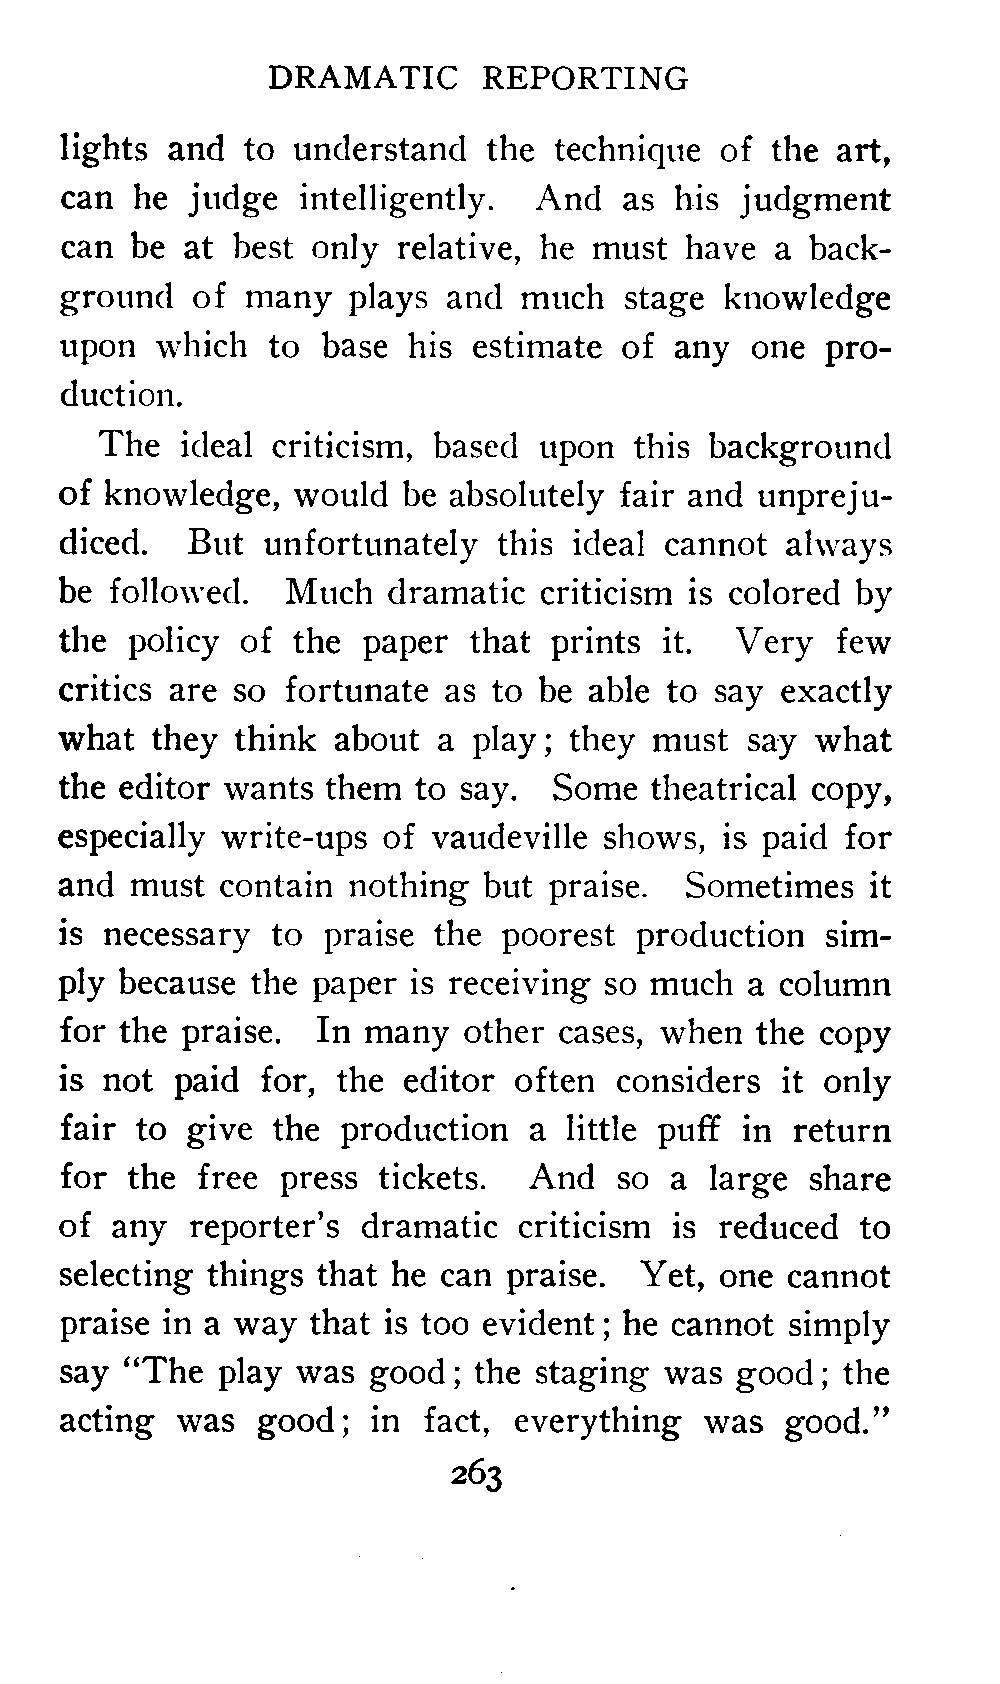 DRAMATIC REPORTING
lights and to understand the technique of the art,
can he judge intelligently. And as his judgment
can be at best only relative, he must have a back-
ground of many plays and much stage knowledge
upon which to base his estimate of any one pro-
duction.
The ideal criticism, based upon this background
of knowledge, would be absolutely fair and unpreju-
diced. But unfortunately this ideal cannot always
be followed. Much dramatic criticism is colored by
the policy of the paper that prints it. Very few
critics are so fortunate as to be able to say exactly
what they think about a play; they must say what
the editor wants them to say. Some theatrical copy,
especially write-ups of vaudeville shows, is paid for
and must contain nothing but praise. Sometimes it
is necessary to praise the poorest production sim-
ply because the paper is receiving so much a column
for the praise. In many other cases, when the copy
is not paid for, the editor often considers it only
fair to give the production a little puff in return
for the free press tickets. And so a large share
of any reporter's dramatic criticism is reduced to
selecting things that he can praise. Yet, one cannot
praise in a way that is too evident; he cannot simply
say "The play was good; the staging was good; the
acting was good; in fact, everything was good."
263